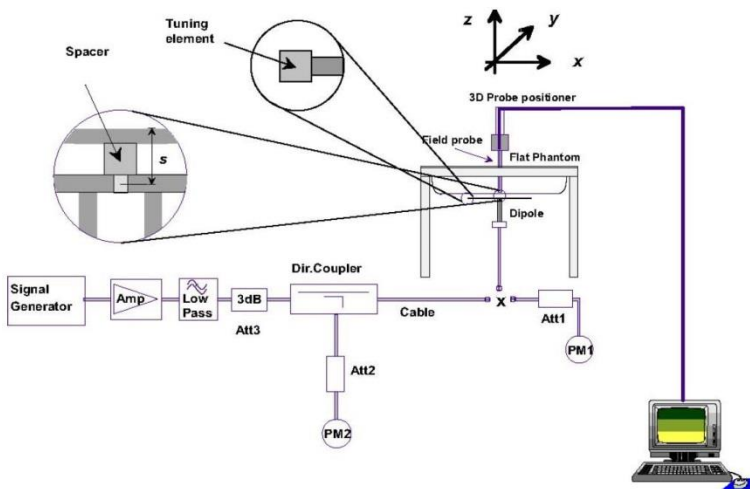 Tuning
element
Spacer
s
z
y
x
3D Probe positioner
Field probe
Flat Phantom
Dipole
Signal
Generator
Amp
Low
Pass
3dB
Att3
Dir.Coupler
Cable
x
Att1
PM1
Att2
PM2